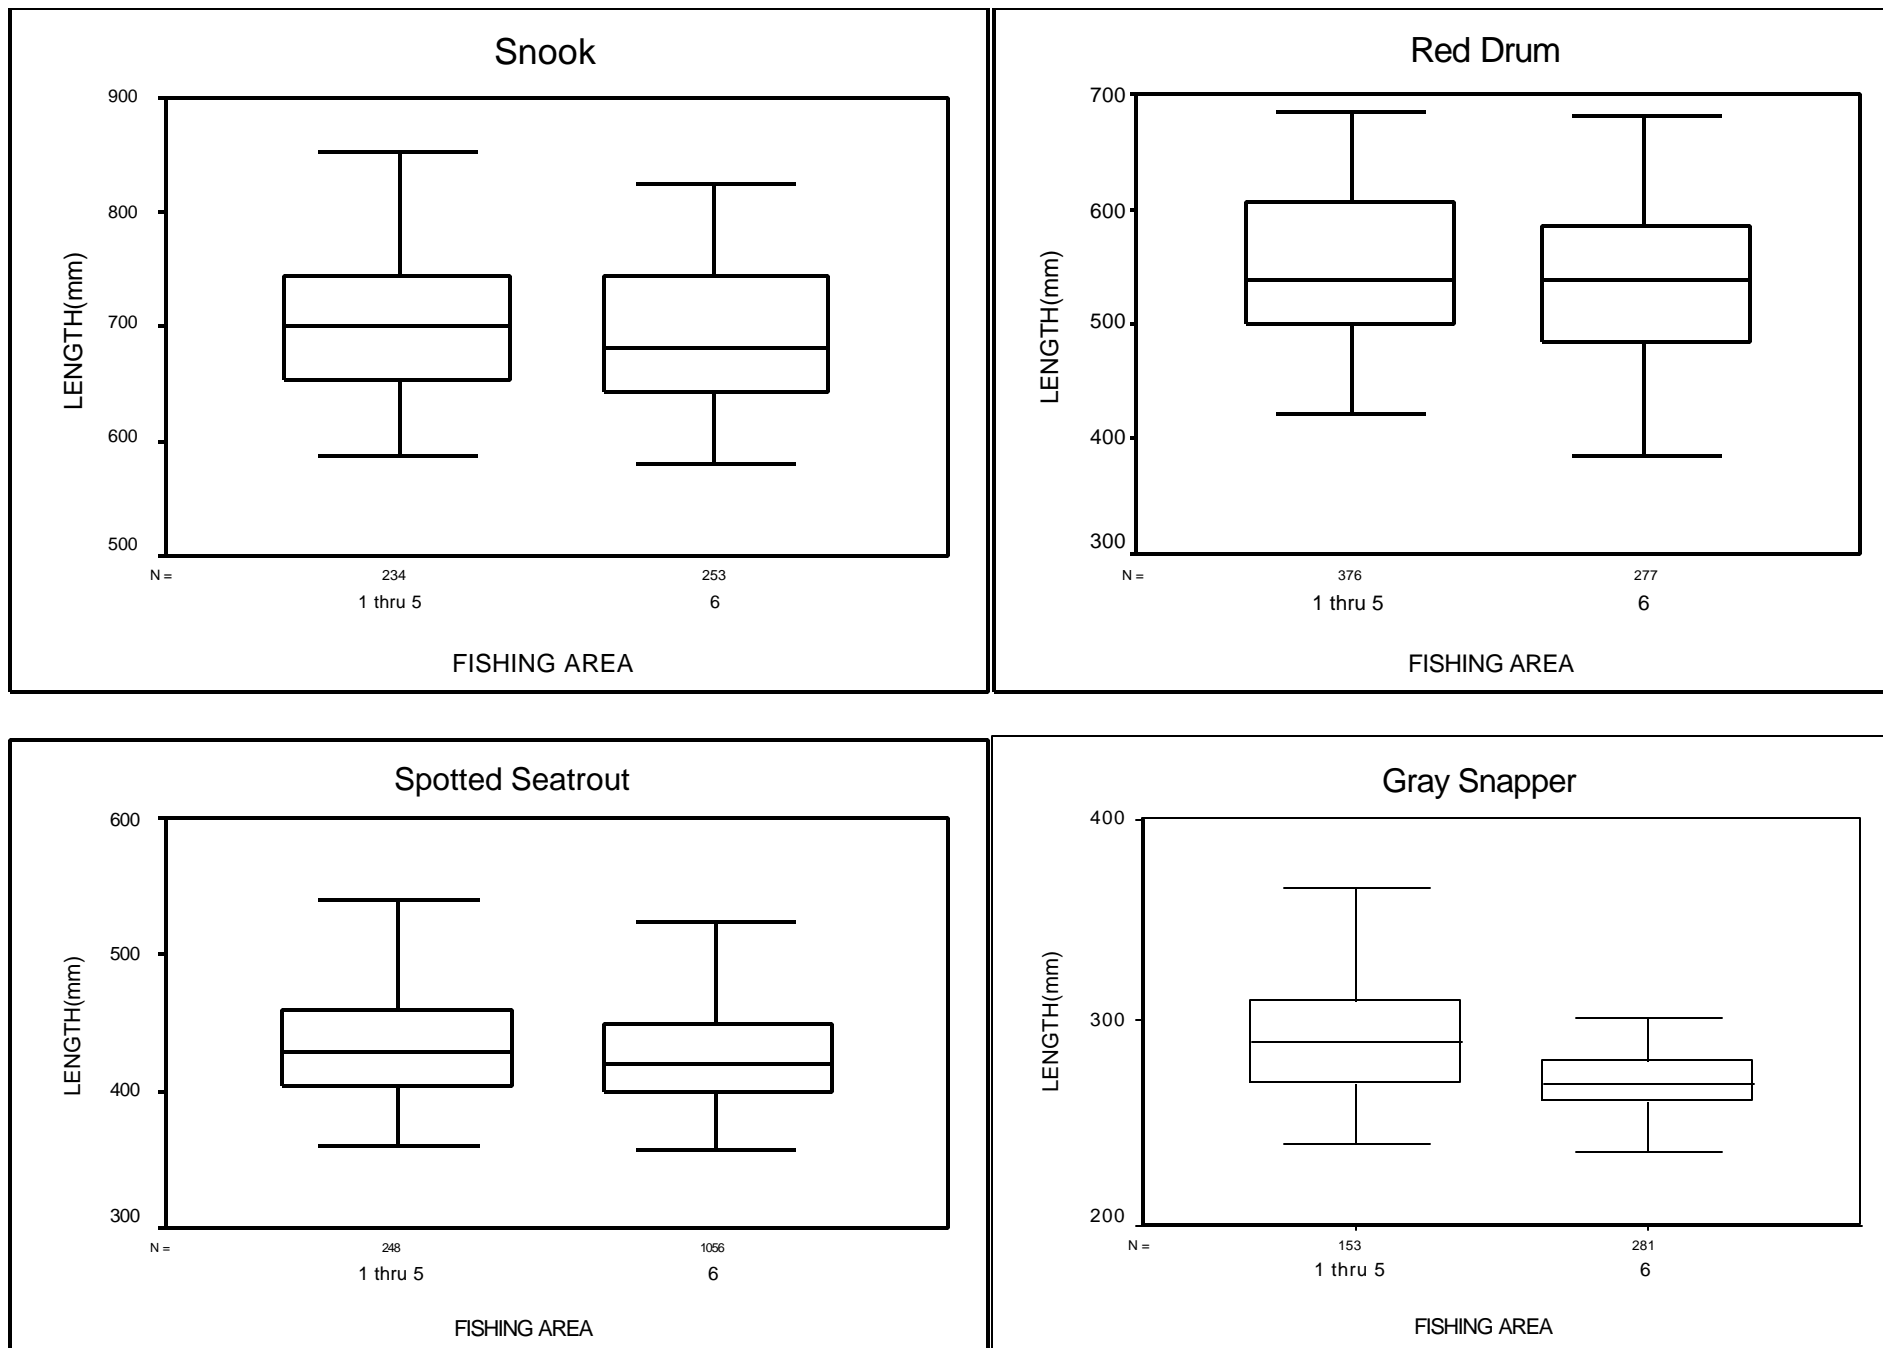 Snook
900
800
700
600
500
LENGTH(mm)
N = 234 253
1 thru 5 6
FISHING AREA
Red Drum
700
600
500
400
300
LENGTH(mm)
N = 376 277
1 thru 5 6
FISHING AREA
Spotted Seatrout
600
500
400
300
LENGTH(mm)
N = 248 1056
1 thru 5 6
FISHING AREA
Gray Snapper
400
300
200
LENGTH(mm)
N = 153 281
1 thru 5 6
FISHING AREA